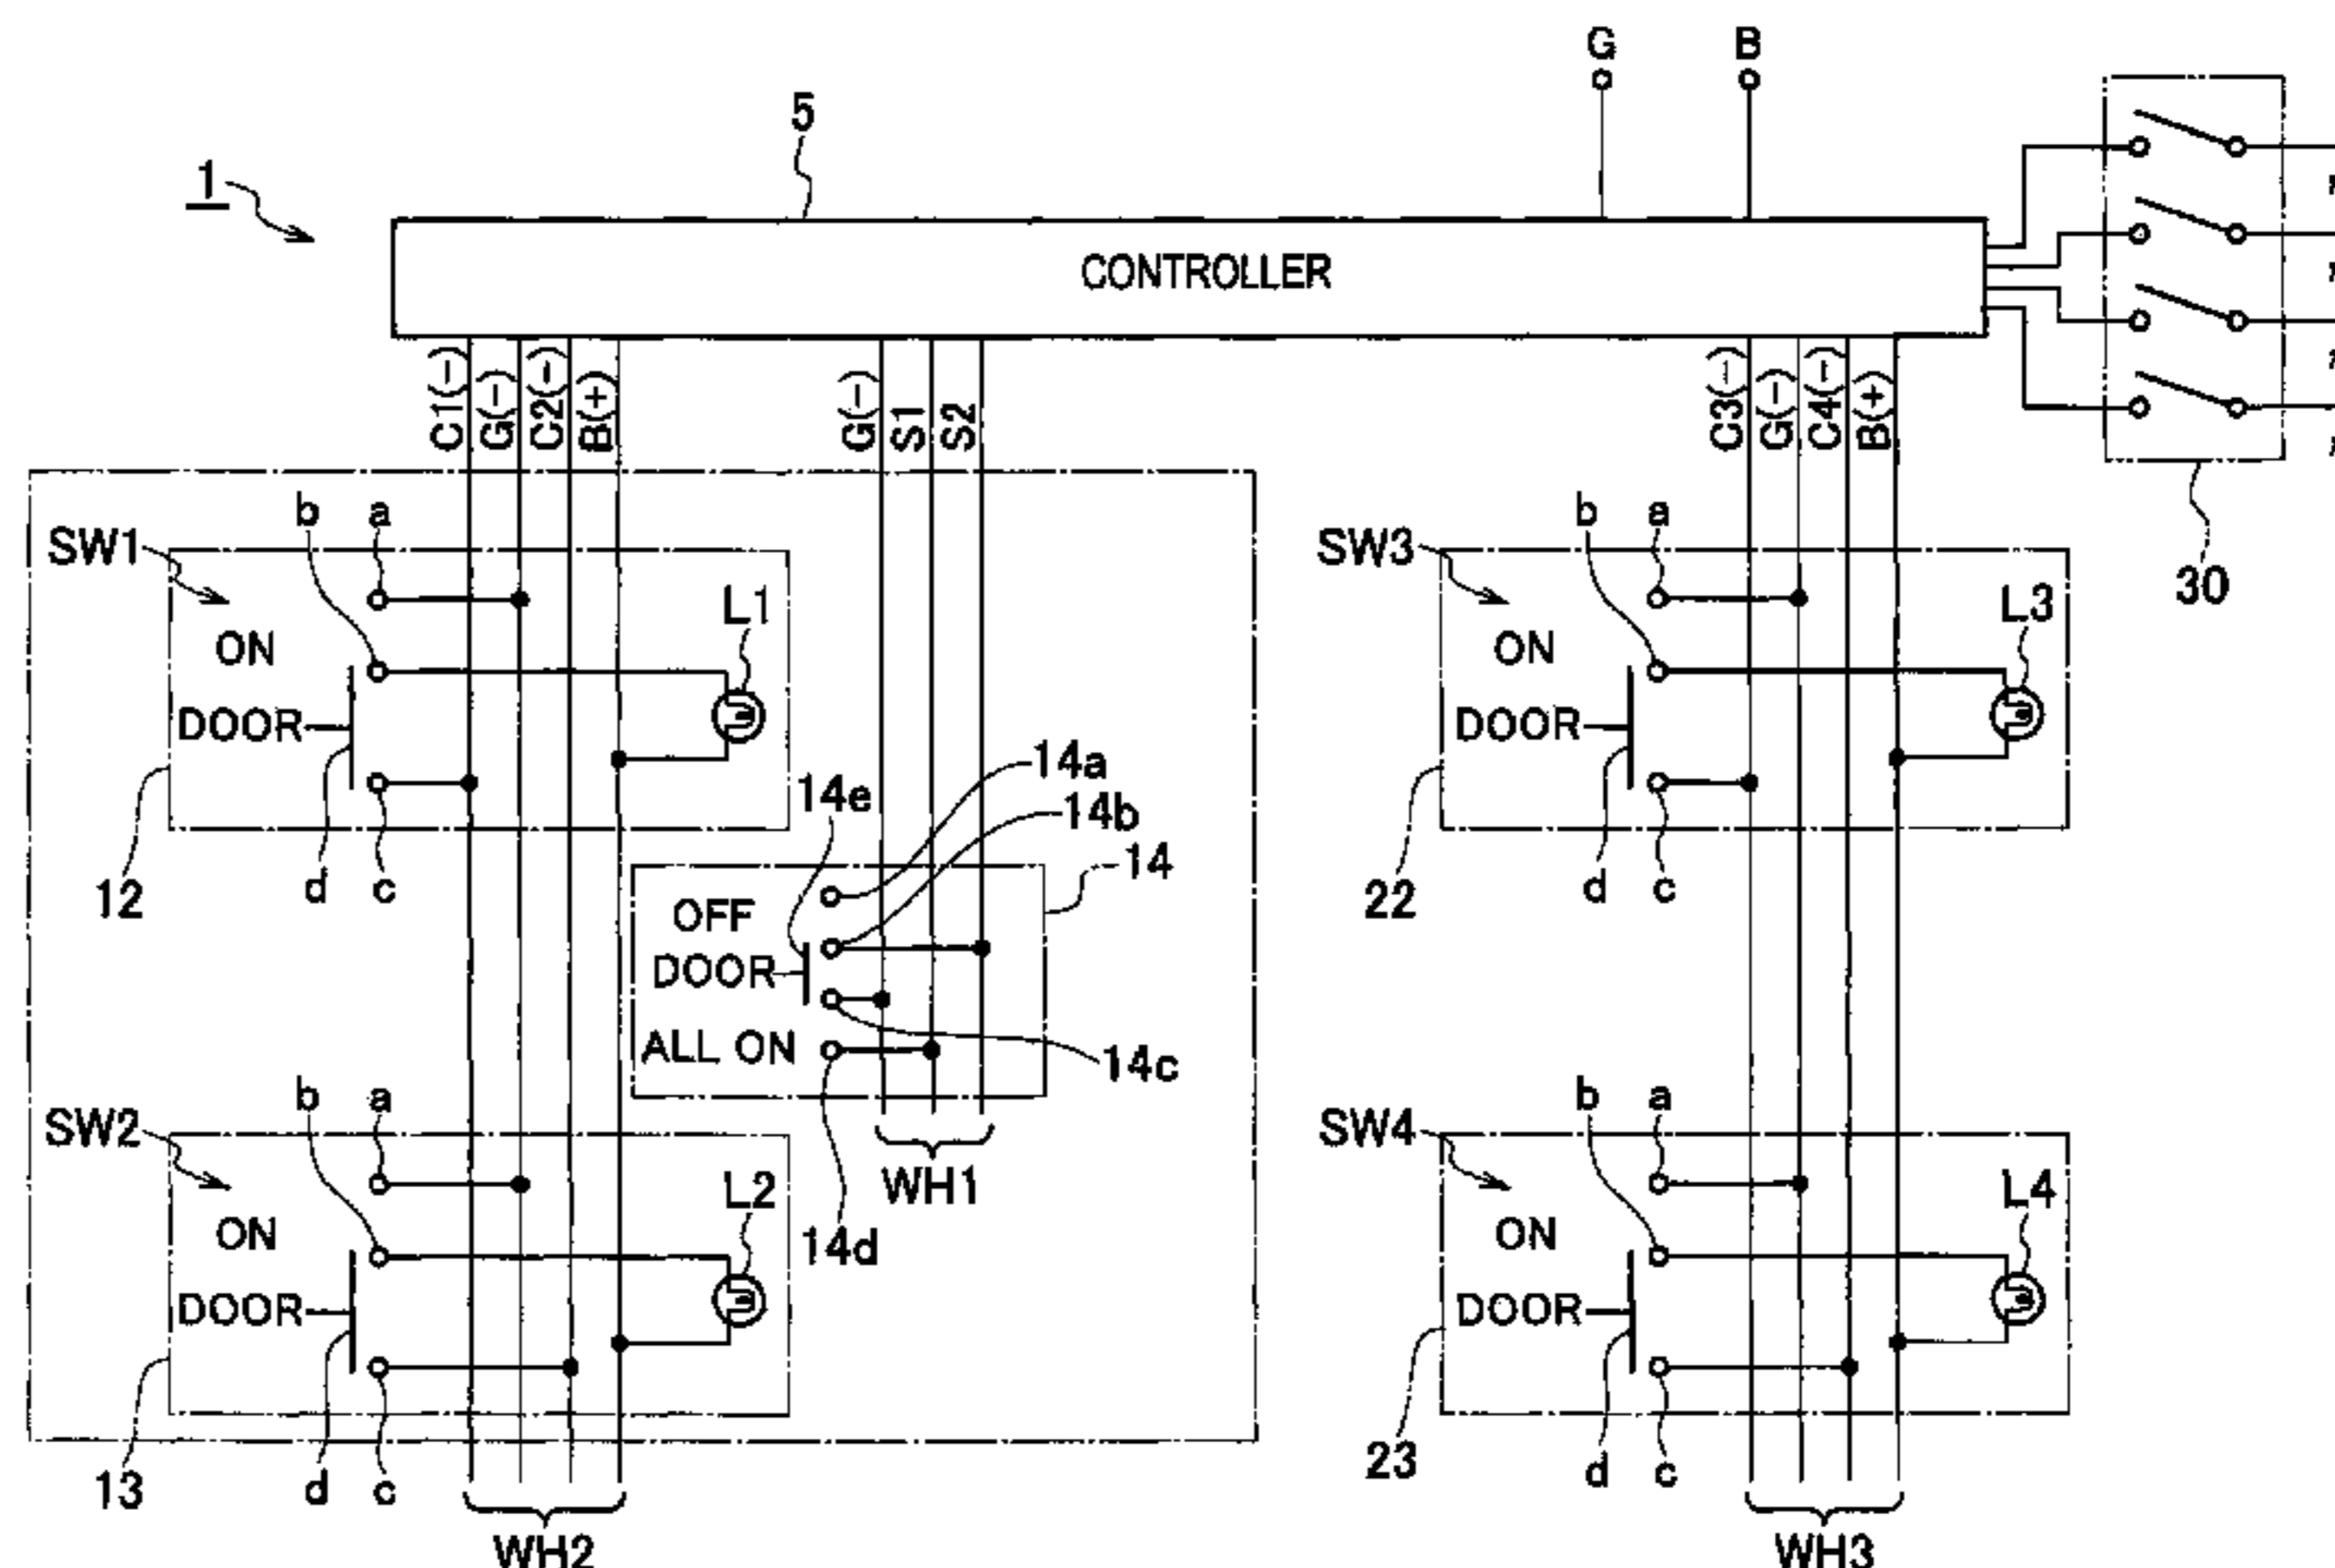 G B
5
1
CONTROLLER
C1(-)
G(-)
C2(-)
B(+)
G(-)
S1
S2
C3(-)
G(-)
C4(-)
B(+)
30
SW1
b a
ON
DOOR
L1
12
d c
SW3
b a
ON
DOOR
L3
22
d c
14e
14a
14b
14
OFF
DOOR
ALL ON
14c
14d
WH1
SW2
b a
ON
DOOR
L2
13
d c
WH2
SW4
b a
ON
DOOR
L4
23
d c
WH3